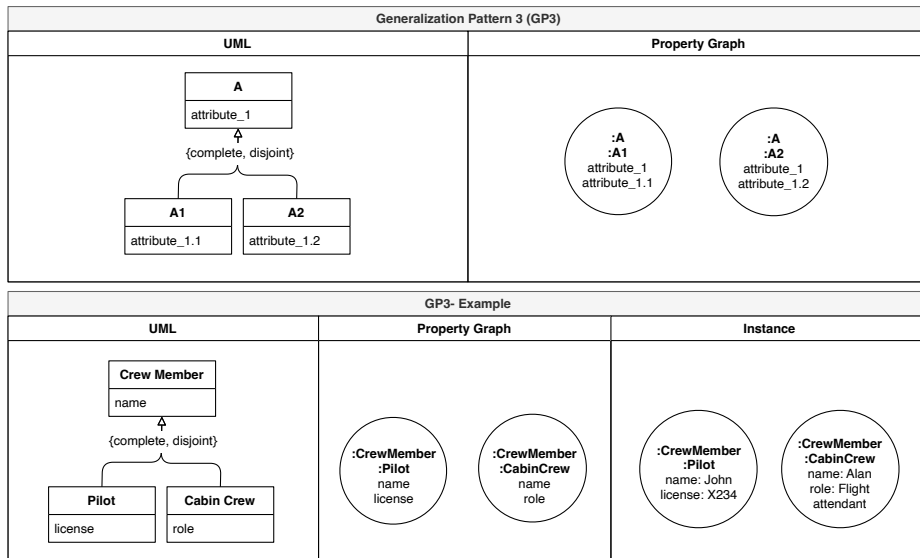 Generalization Pattern 3 (GP3)
UML
Property Graph
A
attribute_1
{complete, disjoint}
A1
attribute_1.1
A2
attribute_1.2
:A
:A1
attribute_1
attribute_1.1
:A
:A2
attribute_1
attribute_1.2
GP3- Example
UML
Property Graph
Instance
Crew Member
name
{complete, disjoint}
Pilot
license
Cabin Crew
role
:CrewMember
:Pilot
name
license
:CrewMember
:CabinCrew
name
role
:CrewMember
:Pilot
name: John
license: X234
:CrewMember
:CabinCrew
name: Alan
role: Flight
attendant